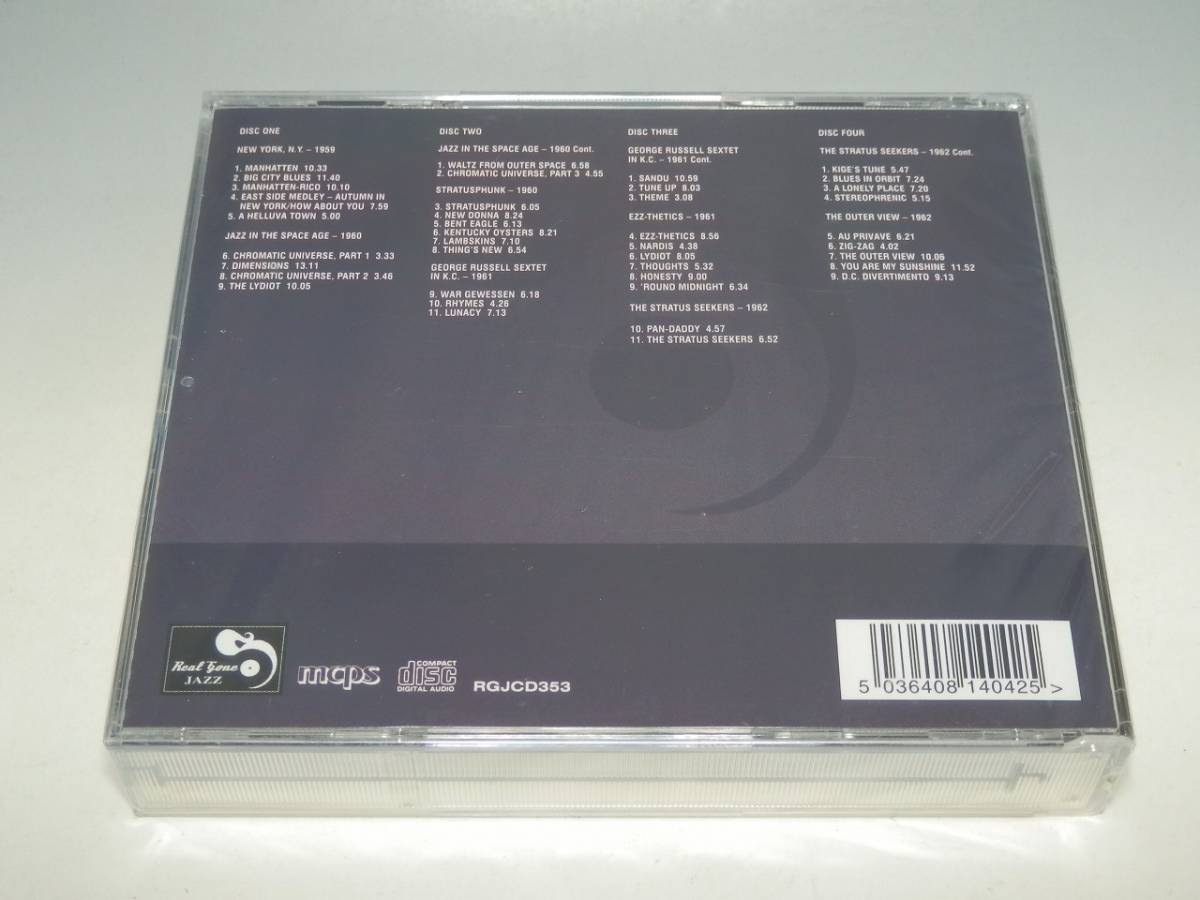 DISC ONE
NEW YORK, N.Y. – 1959
1. MANHATTEN 10.33
2. BIG CITY BLUES 11.40
3. MANHATTEN-RICO 10.10
4. EAST SIDE MEDLEY – AUTUMN IN
NEW YORK/HOW ABOUT YOU 7.59
5. A HELLUVA TOWN 5.00
JAZZ IN THE SPACE AGE – 1960
6. CHROMATIC UNIVERSE, PART 1 3.33
7. DIMENSIONS 13.11
8. CHROMATIC UNIVERSE, PART 2 3.46
9. THE LYDIOT 10.05
DISC TWO
JAZZ IN THE SPACE AGE – 1960 Cont.
1. WALTZ FROM OUTER SPACE 6.58
2. CHROMATIC UNIVERSE, PART 3 4.55
STRATUSPHUNK – 1960
3. STRATUSPHUNK 6.05
4. NEW DONNA 8.24
5. BENT EAGLE 6.13
6. KENTUCKY OYSTERS 8.21
7. LAMBSKINS 7.10
8. THING'S NEW 6.54
GEORGE RUSSELL SEXTET
IN K.C. – 1961
9. WAR GEWESSEN 6.18
10. RHYMES 4.26
11. LUNACY 7.13
DISC THREE
GEORGE RUSSELL SEXTET
IN K.C. – 1961 Cont.
1. SANDU 10.59
2. TUNE UP 8.03
3. THEME 3.08
EZZ-THETICS – 1961
4. EZZ-THETICS 8.56
5. NARDIS 4.38
6. LYDIOT 8.05
7. THOUGHTS 5.32
8. HONESTY 9.00
9. 'ROUND MIDNIGHT 6.34
THE STRATUS SEEKERS – 1962
10. PAN-DADDY 4.57
11. THE STRATUS SEEKERS 6.52
DISC FOUR
THE STRATUS SEEKERS – 1962 Cont.
1. KIGE'S TUNE 5.47
2. BLUES IN ORBIT 7.24
3. A LONELY PLACE 7.20
4. STEREOPHRENIC 5.15
THE OUTER VIEW – 1962
5. AU PRIVAVE 6.21
6. ZIG-ZAG 4.02
7. THE OUTER VIEW 10.06
8. YOU ARE MY SUNSHINE 11.52
9. D.C. DIVERTIMENTO 9.13
Real Gone
JAZZ
mcps
COMPACT
disc
DIGITAL AUDIO
RGJCD353
5 036408 140425 >